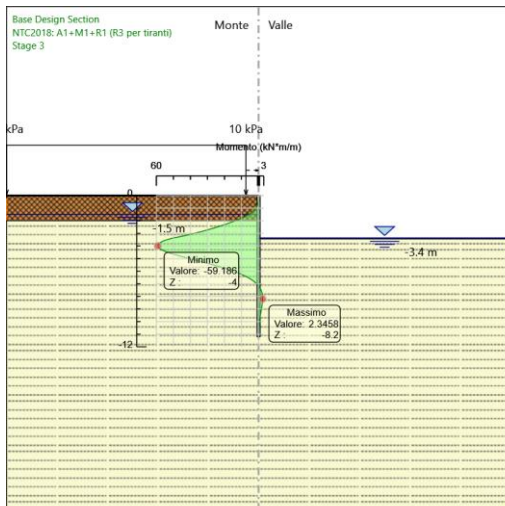 Base Design Section
NTC2018: A1+M1+R1 (R3 per tiranti)
Stage 3
Monte
Valle
kPa
10 kPa
Momento (kN*m/m)
60
3
0
-1.5 m
Minimo
Valore: -59.186
Z : -4
-3.4 m
Massimo
Valore: 2.3458
Z : -8.2
-12